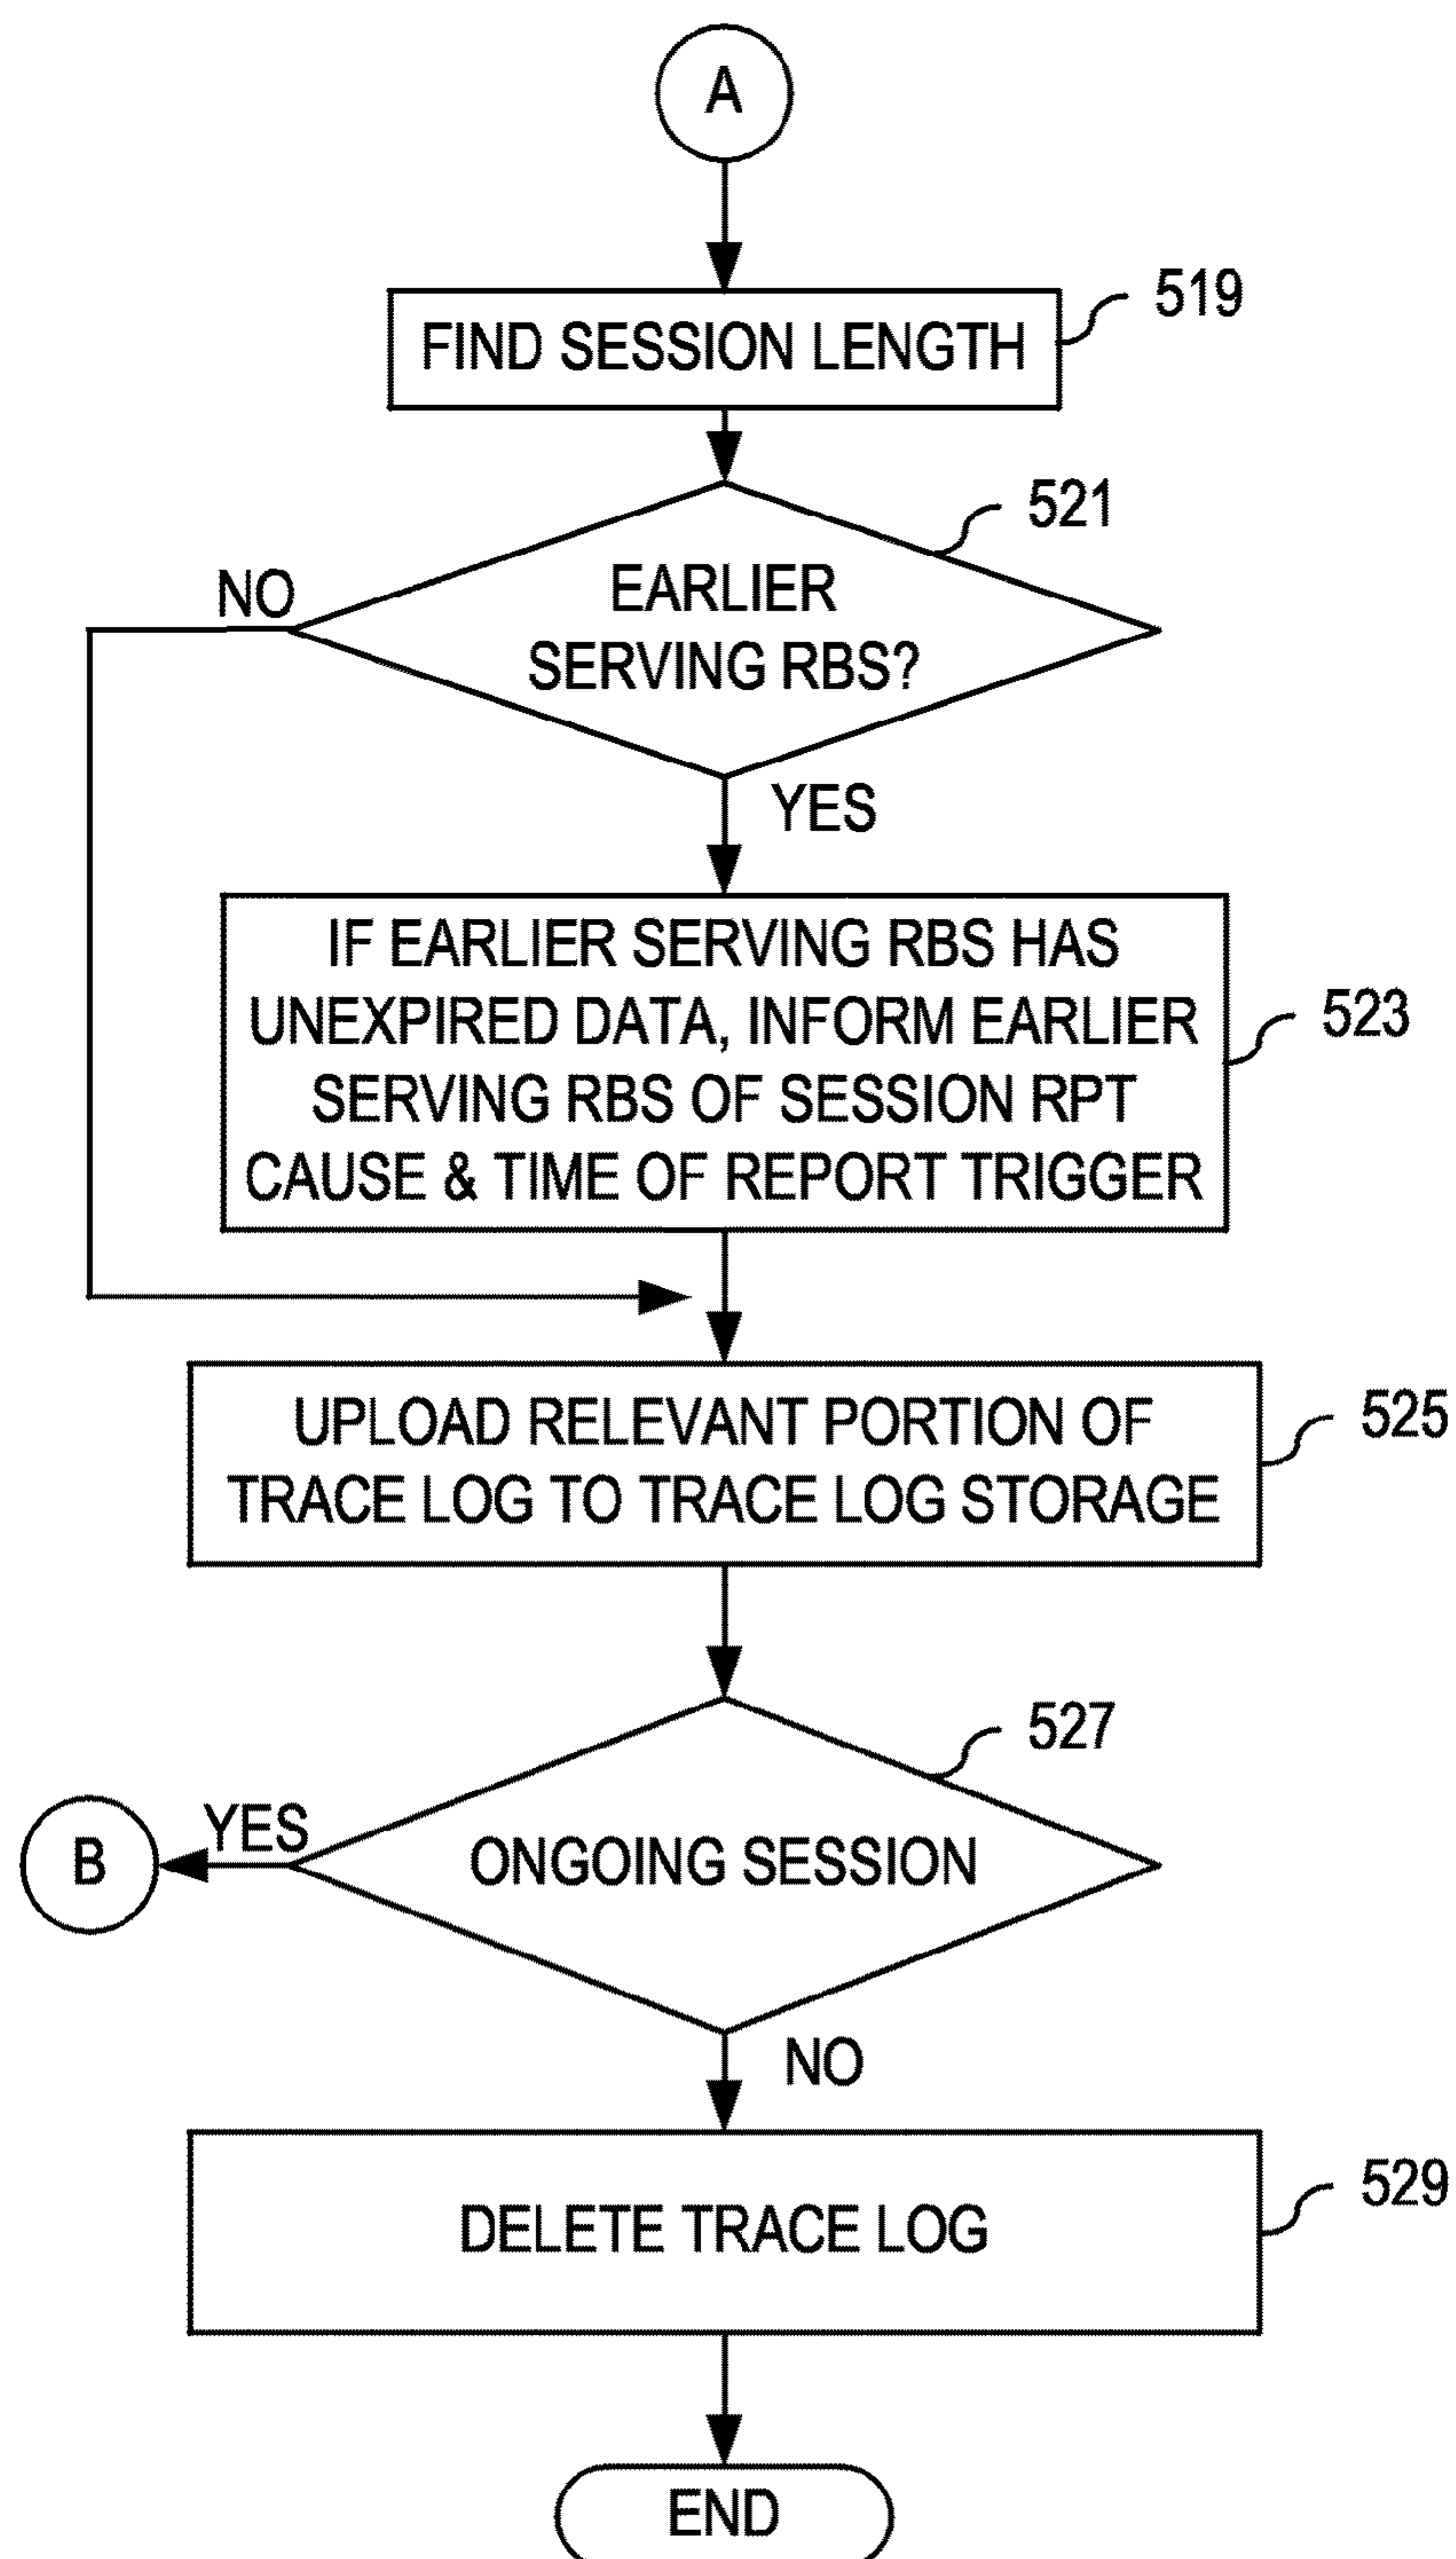 A
519
FIND SESSION LENGTH
521
NO
EARLIER
SERVING RBS?
YES
IF EARLIER SERVING RBS HAS
UNEXPIRED DATA, INFORM EARLIER
SERVING RBS OF SESSION RPT
CAUSE & TIME OF REPORT TRIGGER
523
UPLOAD RELEVANT PORTION OF
TRACE LOG TO TRACE LOG STORAGE
525
527
B
YES
ONGOING SESSION
NO
DELETE TRACE LOG
529
END